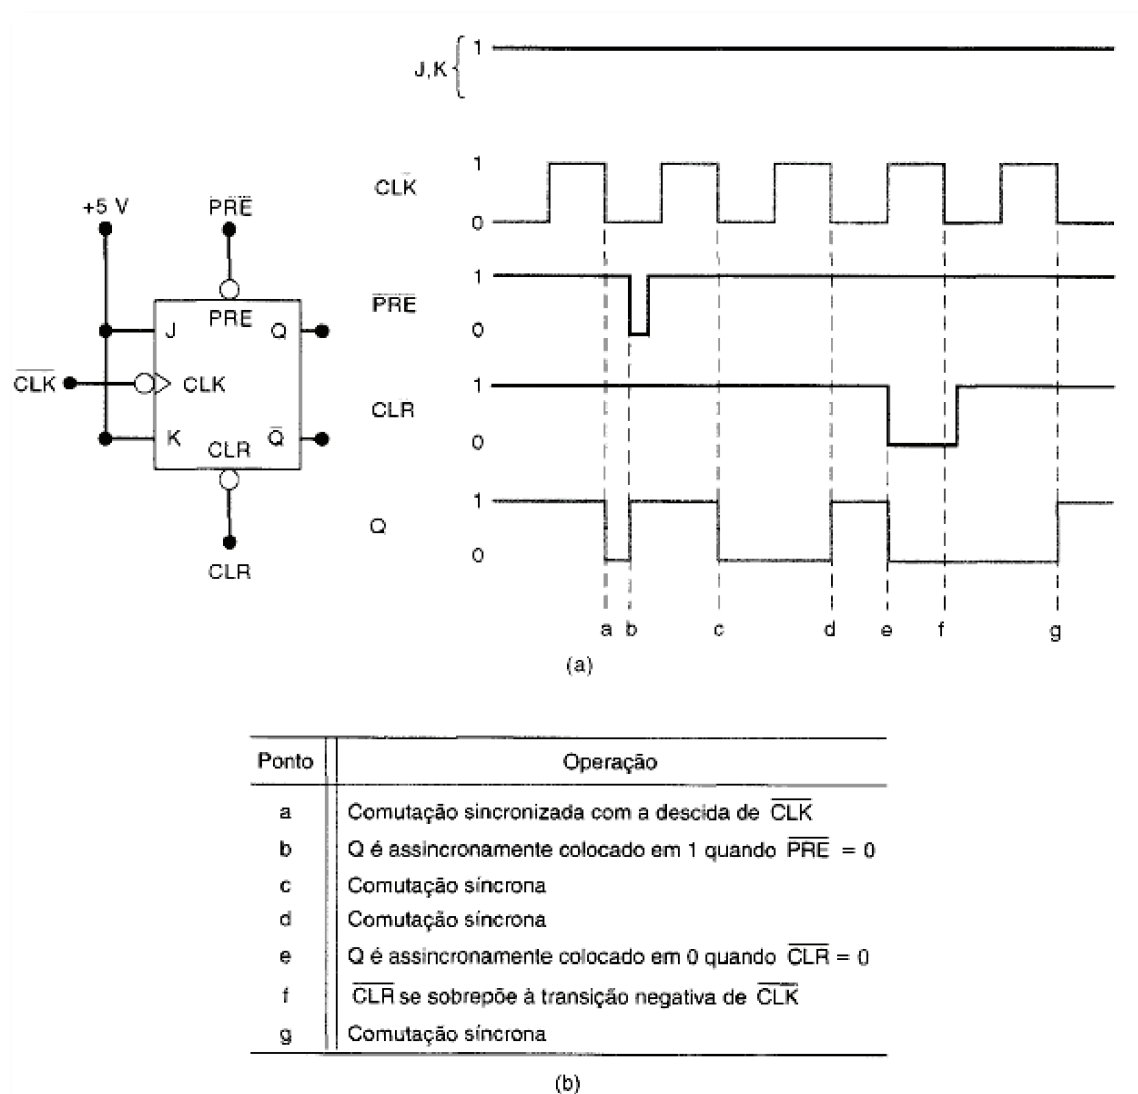 J,K { 1
CLK 1
0
+5 V
PRE
PRE
1
0
J
PRE
Q
CLK
CLK
K
CLR
Q
CLR
CLR
1
0
Q
1
0
a b c d e f g
(a)
Ponto Operação
a Comutação sincronizada com a descida de CLK
b Q é assincronamente colocado em 1 quando PRE = 0
c Comutação síncrona
d Comutação síncrona
e Q é assincronamente colocado em 0 quando CLR = 0
f CLR se sobrepõe à transição negativa de CLK
g Comutação síncrona
(b)